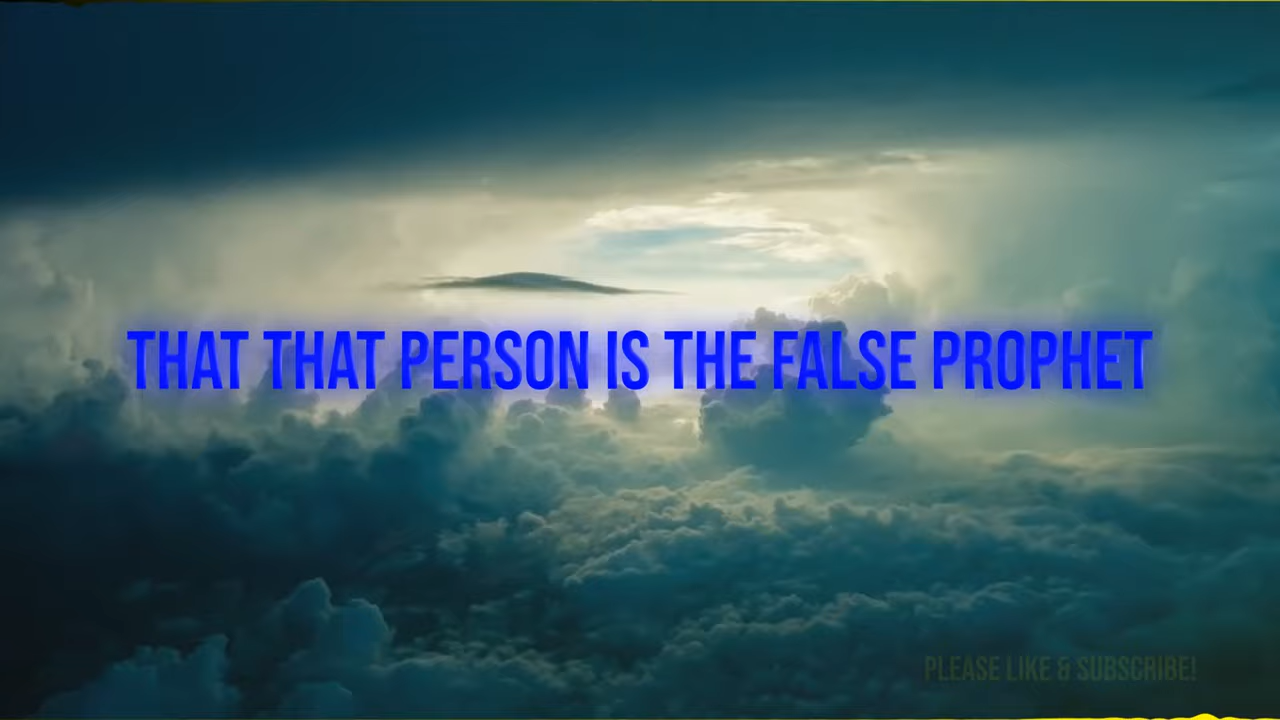 THAT THAT PERSON IS THE FALSE PROPHET
PLEASE LIKE & SUBSCRIBE!